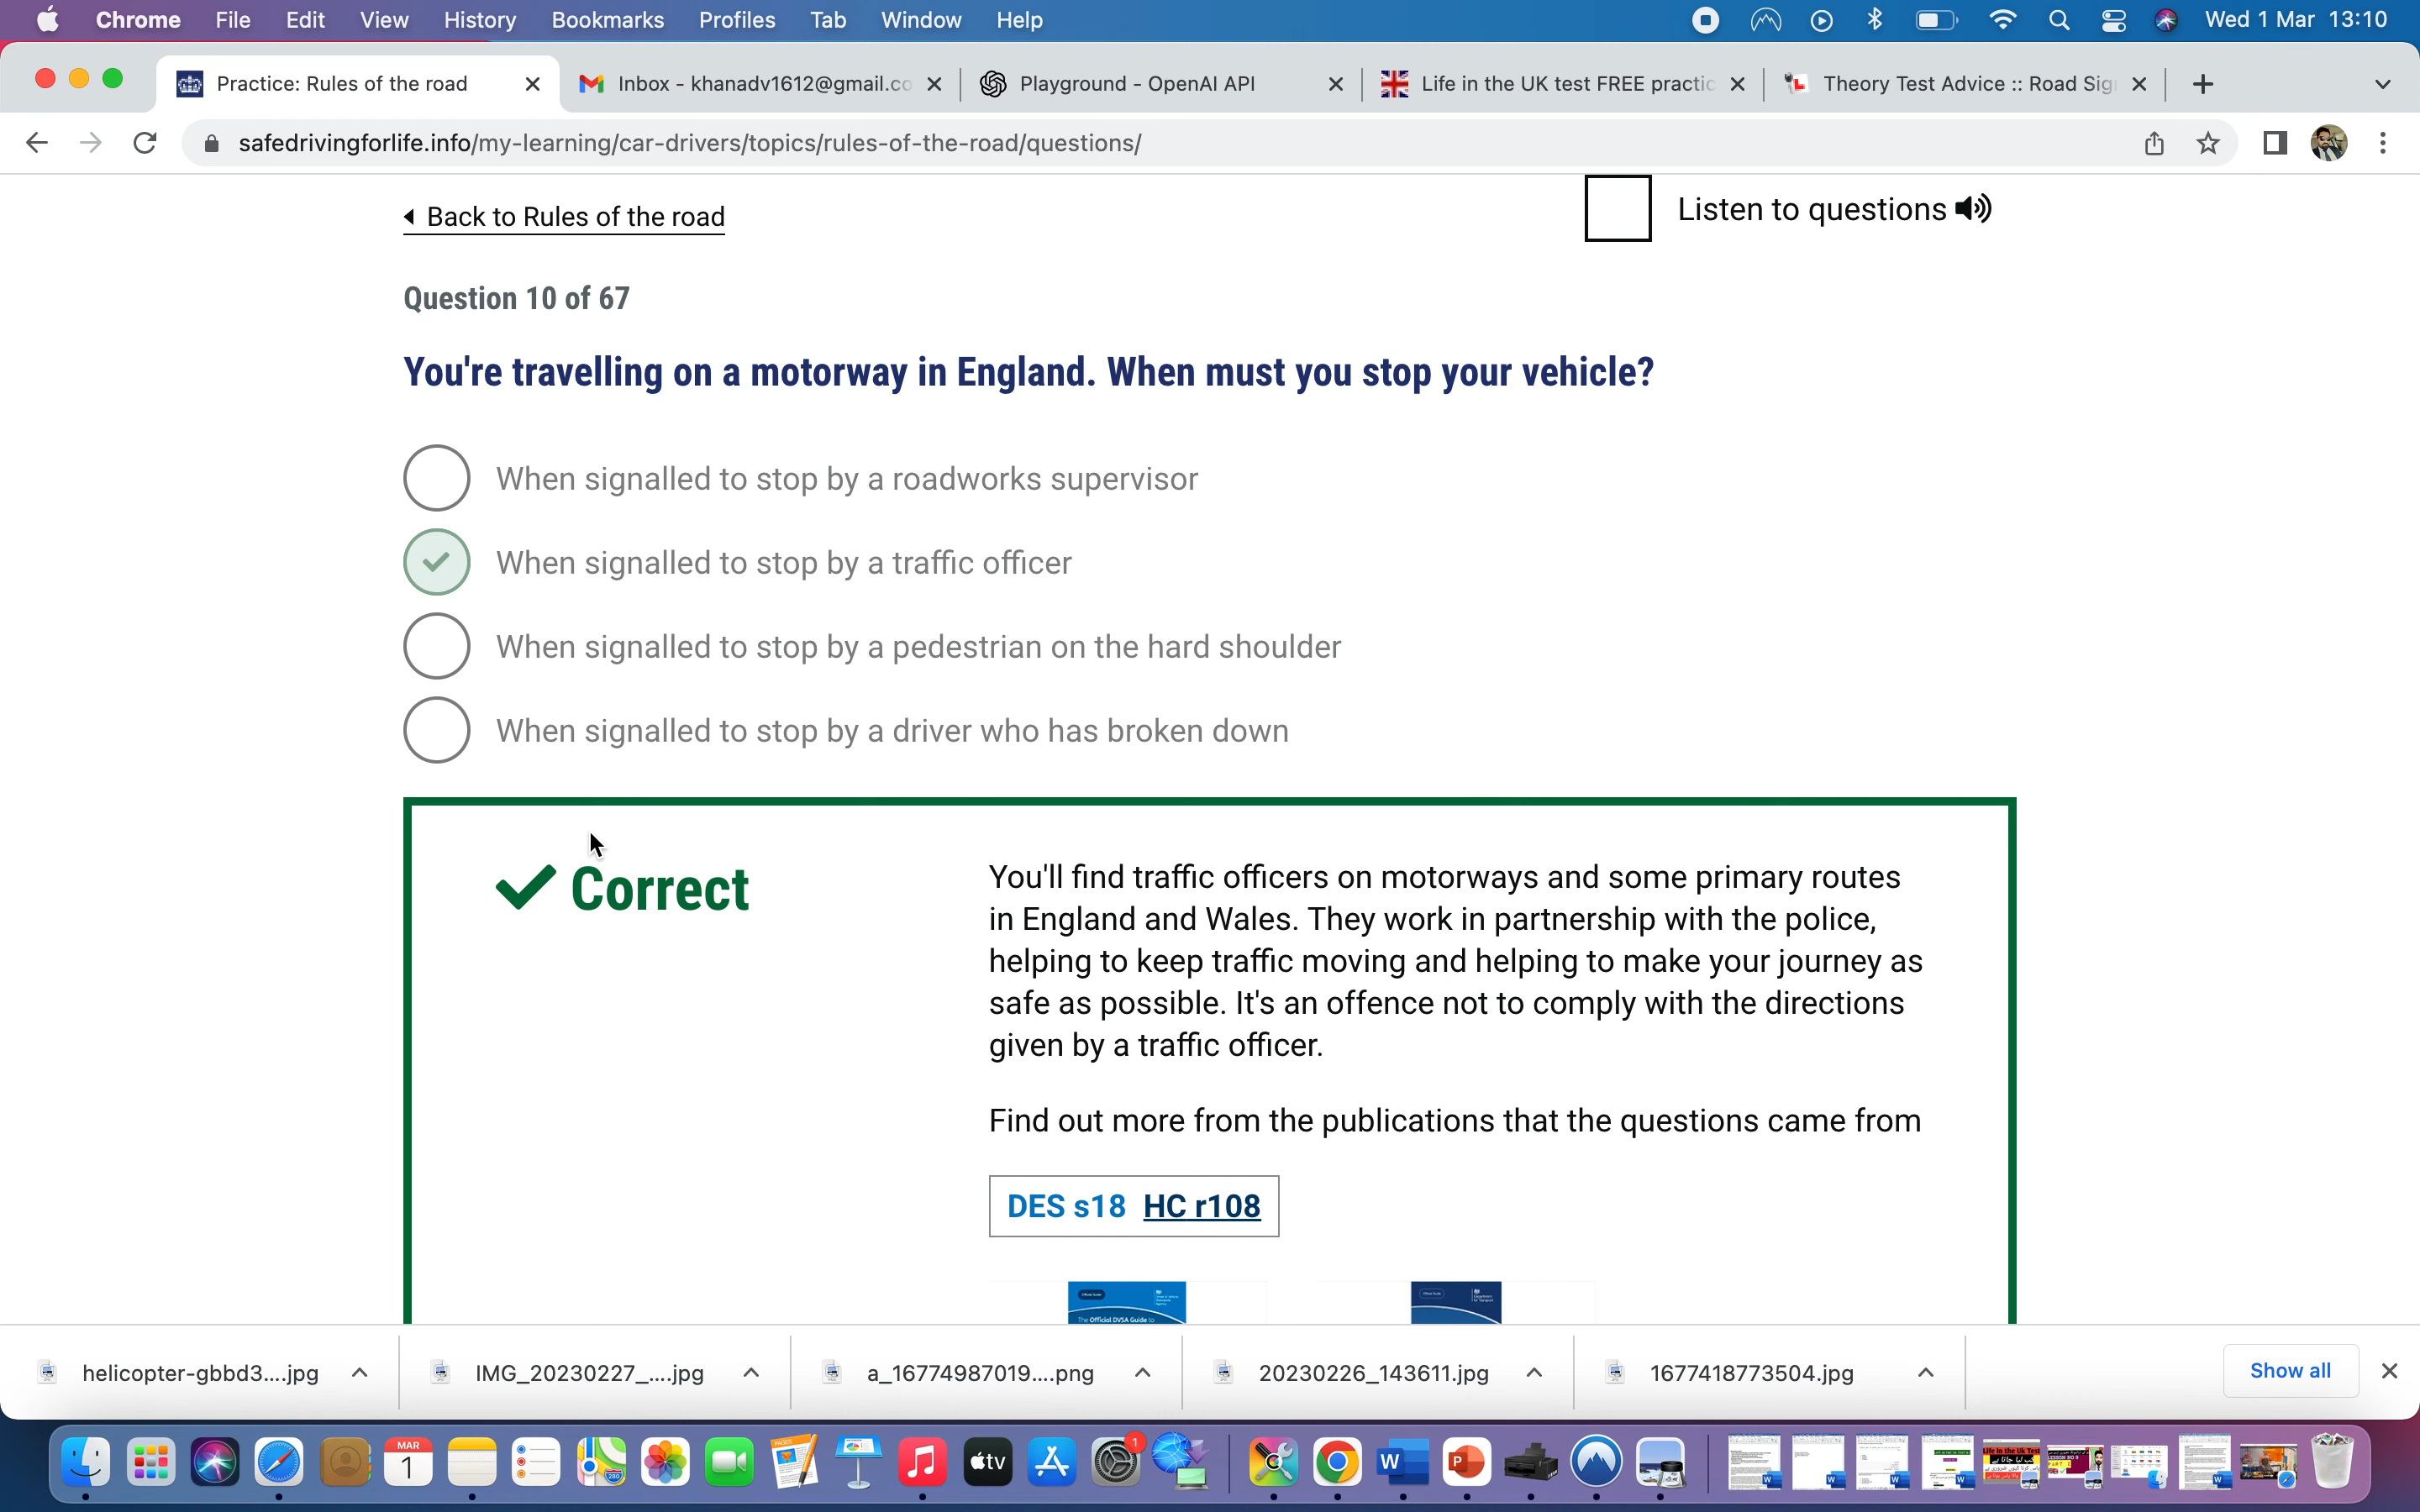 Chrome File Edit View History Bookmarks Profiles Tab Window Help Wed 1 Mar 13:10
Practice: Rules of the road Inbox - khanadv1612@gmail.co Playground - OpenAI API Life in the UK test FREE practic Theory Test Advice :: Road Sig
safedrivingforlife.info/my-learning/car-drivers/topics/rules-of-the-road/questions/
Back to Rules of the road
Listen to questions
Question 10 of 67
You're travelling on a motorway in England. When must you stop your vehicle?
When signalled to stop by a roadworks supervisor
When signalled to stop by a traffic officer
When signalled to stop by a pedestrian on the hard shoulder
When signalled to stop by a driver who has broken down
Correct
You'll find traffic officers on motorways and some primary routes
in England and Wales. They work in partnership with the police,
helping to keep traffic moving and helping to make your journey as
safe as possible. It's an offence not to comply with the directions
given by a traffic officer.
Find out more from the publications that the questions came from
DES s18 HC r108
The Official DVSA Guide to
helicopter-gbbd3....jpg IMG_20230227_....jpg a_16774987019....png 20230226_143611.jpg 1677418773504.jpg Show all
MAR
1
PAGES
280
tv
1
W
P